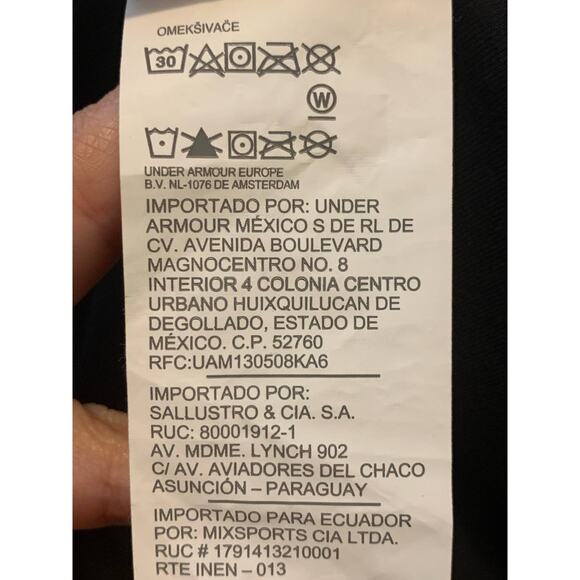 OMEKŠIVAČE
30
W
UNDER ARMOUR EUROPE
B.V. NL-1076 DE AMSTERDAM
IMPORTADO POR: UNDER
ARMOUR MÉXICO S DE RL DE
CV. AVENIDA BOULEVARD
MAGNOCENTRO NO. 8
INTERIOR 4 COLONIA CENTRO
URBANO HUIXQUILUCAN DE
DEGOLLADO, ESTADO DE
MÉXICO. C.P. 52760
RFC:UAM130508KA6
IMPORTADO POR:
SALLUSTRO & CIA. S.A.
RUC: 80001912-1
AV. MDME. LYNCH 902
C/ AV. AVIADORES DEL CHACO
ASUNCIÓN – PARAGUAY
IMPORTADO PARA ECUADOR
POR: MIXSPORTS CIA LTDA.
RUC # 1791413210001
RTE INEN - 013